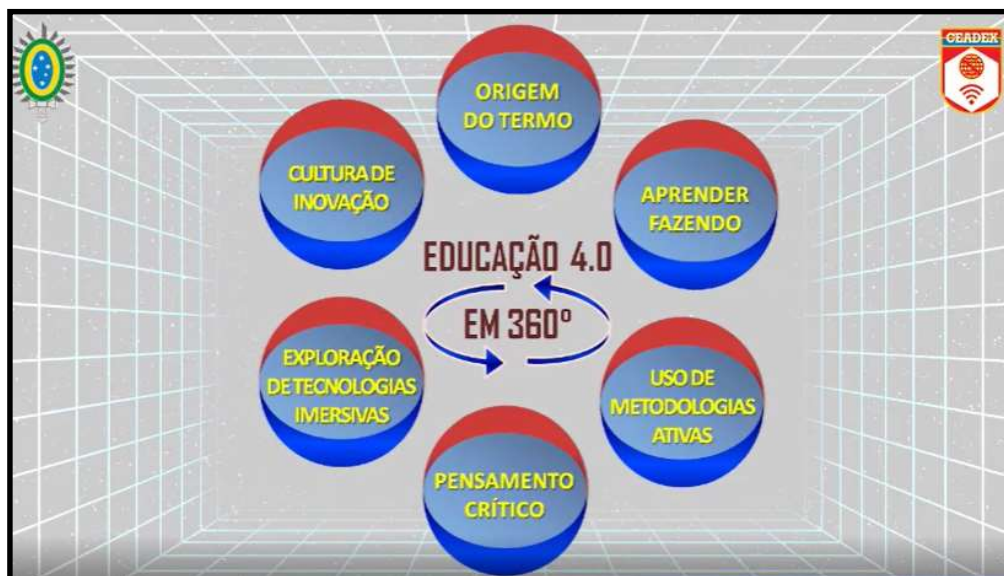 CEADEX
ORIGEM
DO TERMO
CULTURA DE
INOVAÇÃO
APRENDER
FAZENDO
EDUCAÇÃO 4.0
EM 360º
EXPLORAÇÃO
DE TECNOLOGIAS
IMERSIVAS
USO DE
METODOLOGIAS
ATIVAS
PENSAMENTO
CRÍTICO